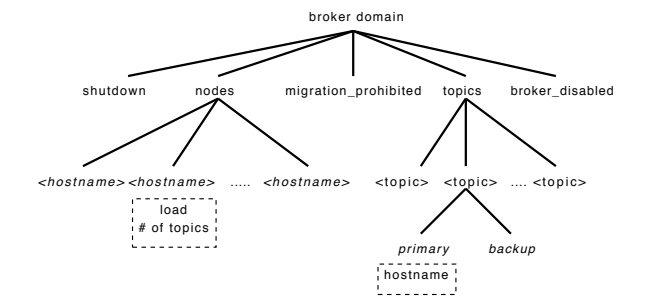 broker domain
shutdown nodes migration_prohibited topics broker_disabled
<hostname> <hostname> ..... <hostname> <topic> <topic> .... <topic>
load
# of topics
primary backup
hostname